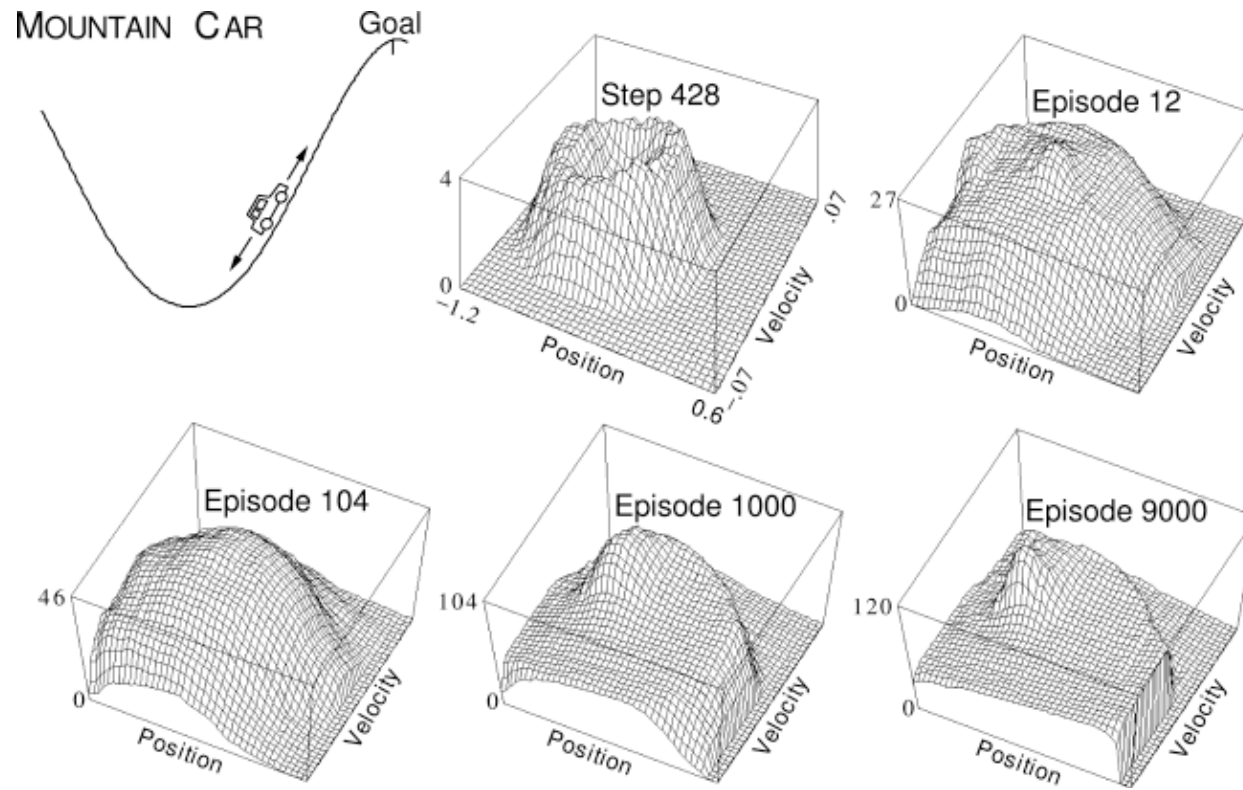 MOUNTAIN CAR
Goal
Step 428
4
0
−1.2
Position
0.6
−.07
Velocity
.07
Episode 12
27
0
Position
Velocity
Episode 104
46
0
Position
Velocity
Episode 1000
104
0
Position
Velocity
Episode 9000
120
0
Position
Velocity